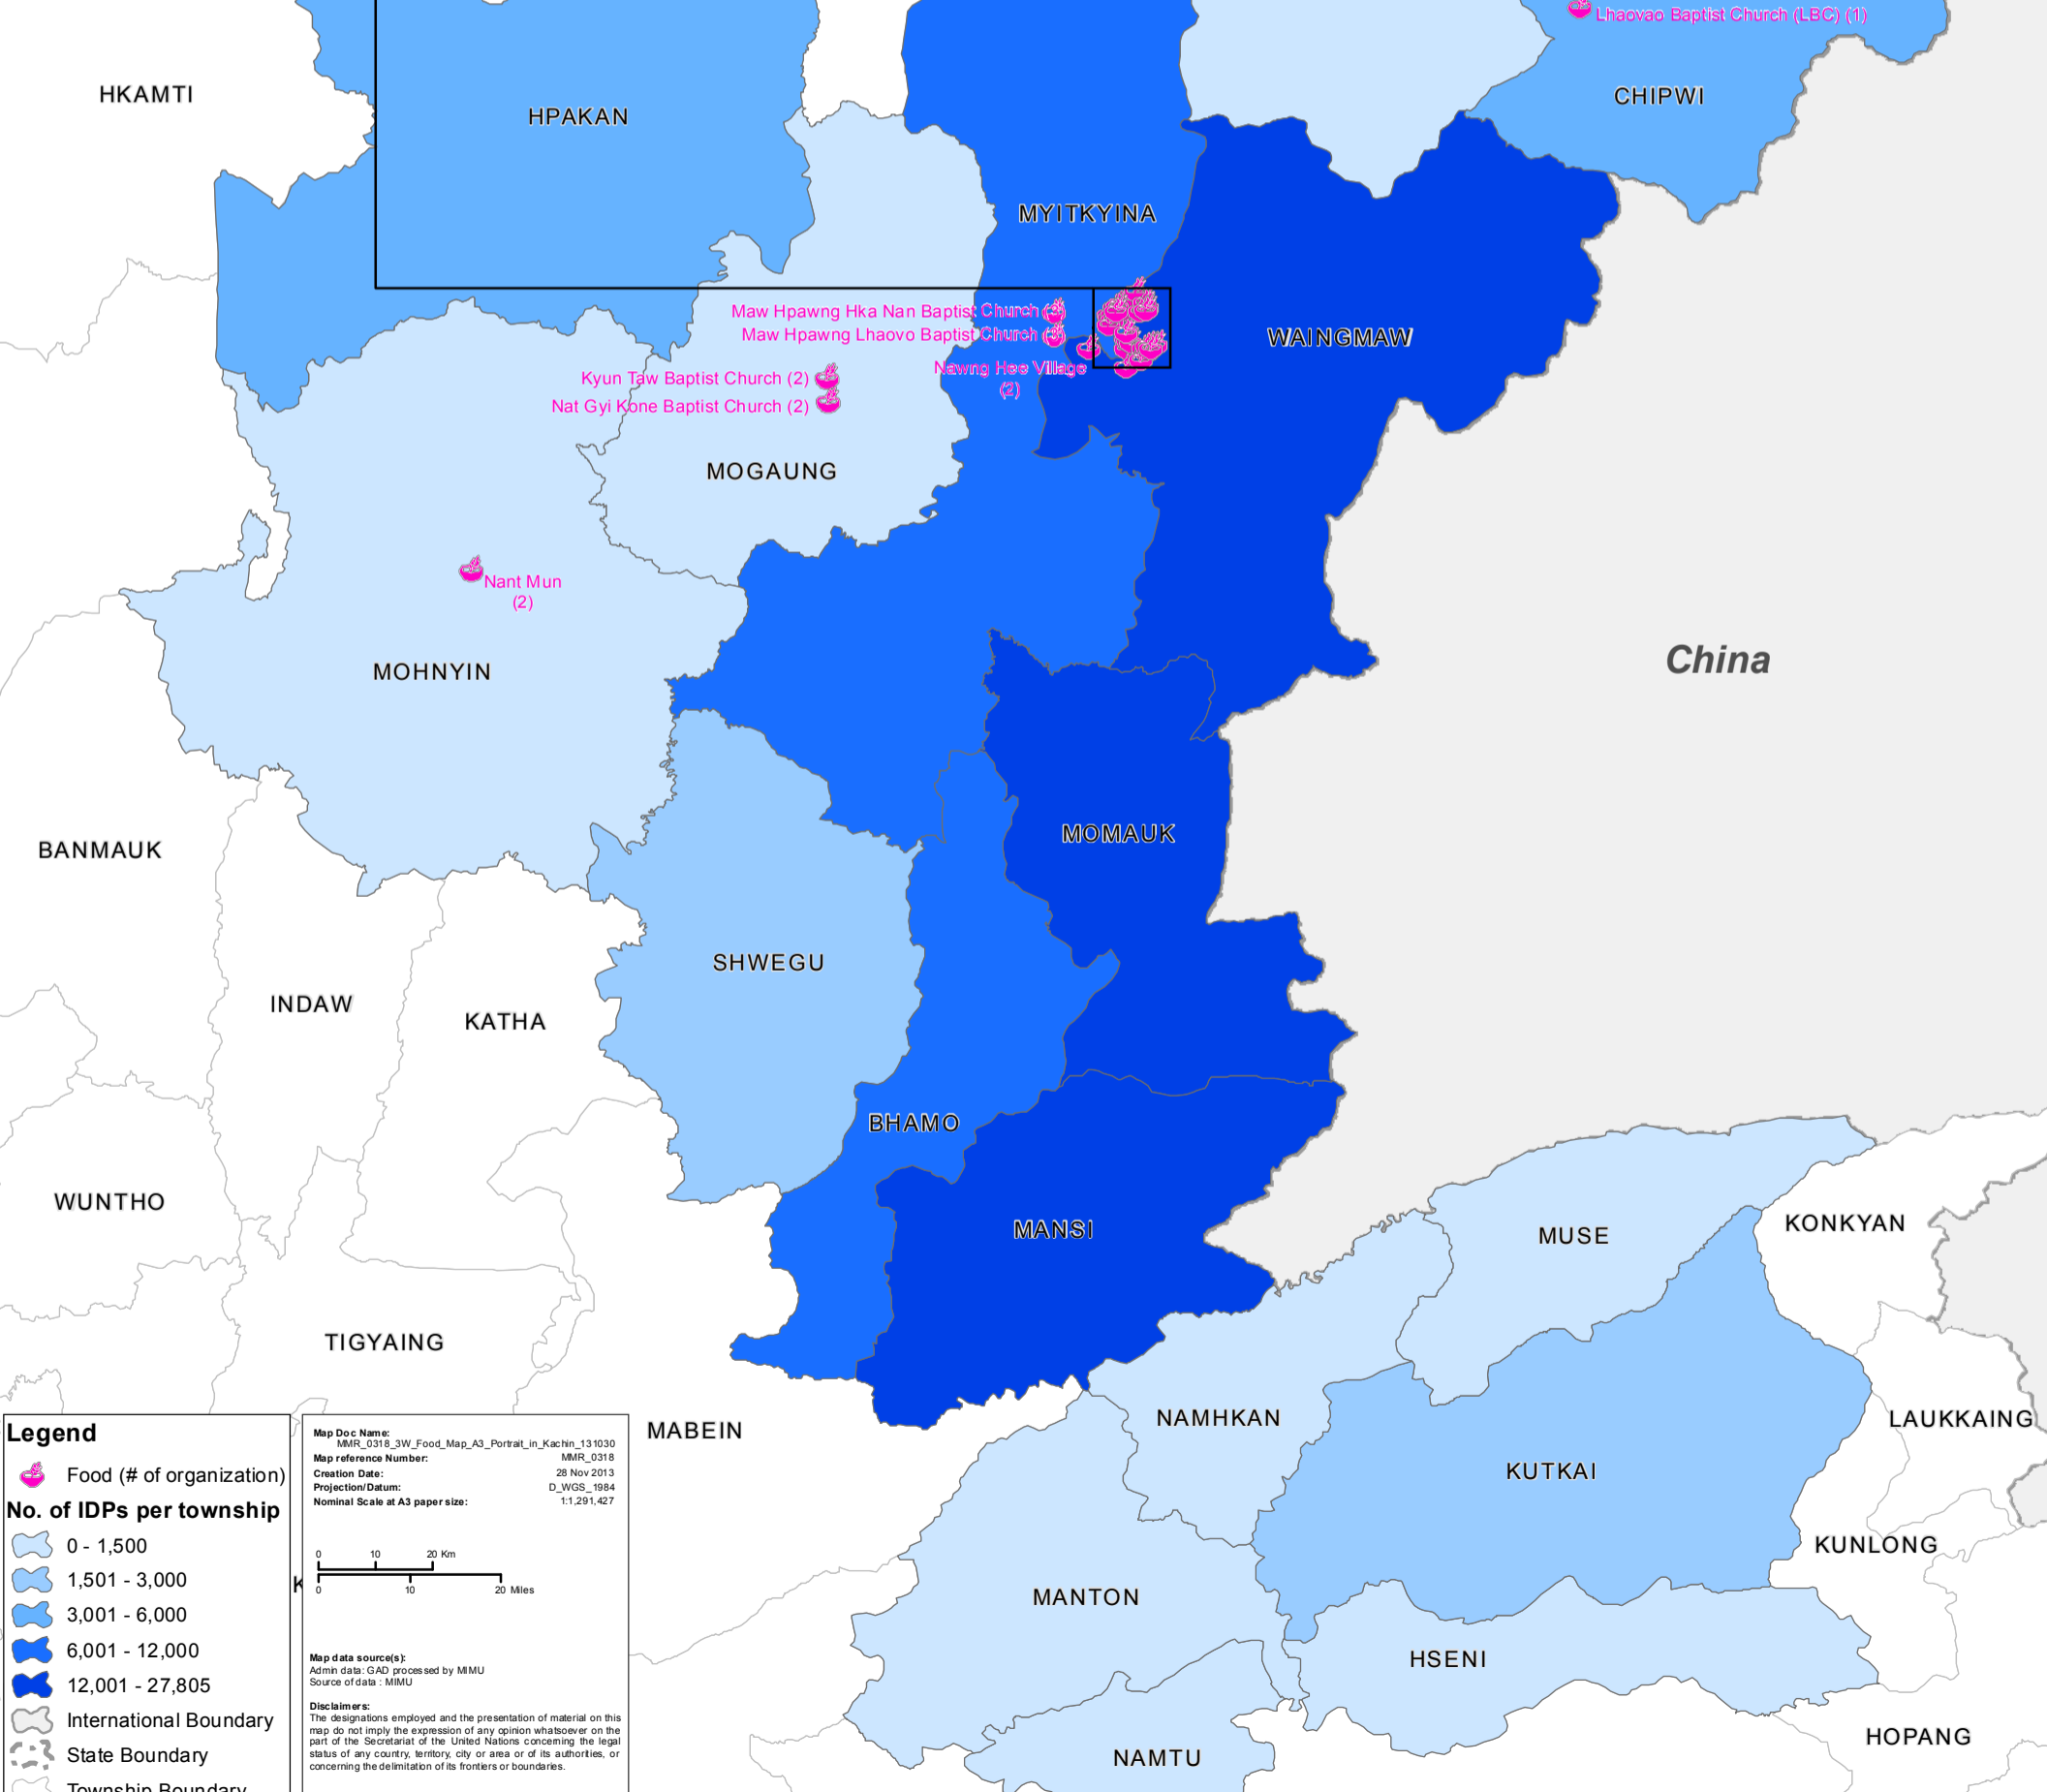 Lhaovao Baptist Church (LBC) (1)
HKAMTI
CHIPWI
HPAKAN
MYITKYINA
Maw Hpawng Hka Nan Baptist Church
WAINGMAW
Maw Hpawng Lhaovo Baptist Church
Nawng Hee Village
(2)
Kyun Taw Baptist Church (2)
Nat Gyi Kone Baptist Church (2)
MOGAUNG
Nant Mun
(2)
China
MOHNYIN
MOMAUK
BANMAUK
SHWEGU
INDAW
KATHA
BHAMO
WUNTHO
MANSI
MUSE
KONKYAN
TIGYAING
NAMHKAN
LAUKKAING
MABEIN
KUTKAI
KUNLONG
MANTON
HSENI
HOPANG
NAMTU
Legend
Food (# of organization)
No. of IDPs per township
0 - 1,500
1,501 - 3,000
3,001 - 6,000
6,001 - 12,000
12,001 - 27,805
International Boundary
State Boundary
Township Boundary
K
Map Doc Name:
MMR_0318_3W_Food_Map_A3_Portrait_in_Kachin_131030
Map reference Number: MMR_0318
Creation Date: 28 Nov 2013
Projection/Datum: D_WGS_1984
Nominal Scale at A3 paper size: 1:1,291,427
0 10 20 Km
0 10 20 Miles
Map data source(s):
Admin data: GAD processed by MIMU
Source of data : MIMU
Disclaimers:
The designations employed and the presentation of material on this
map do not imply the expression of any opinion whatsoever on the
part of the Secretariat of the United Nations concerning the legal
status of any country, territory, city or area or of its authorities, or
concerning the delimitation of its frontiers or boundaries.